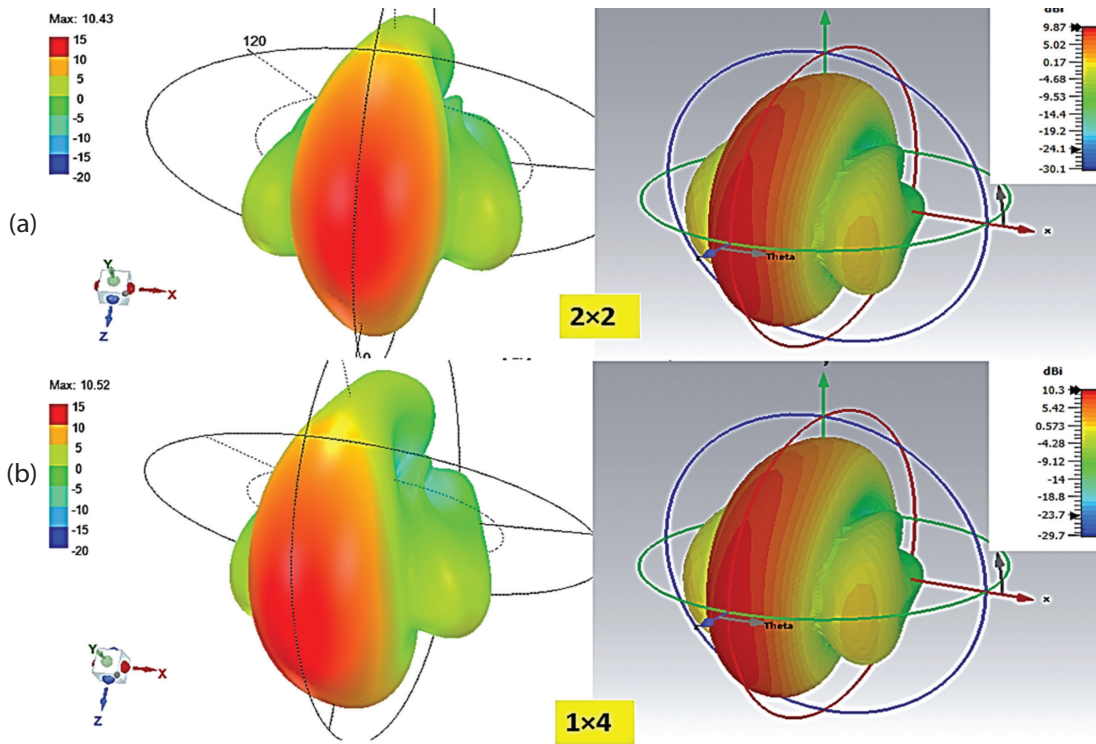 Max: 10.43
15
10
5
0
-5
-10
-15
-20
120
(a)
Y
X
Z
0
dBi
9.87
5.02
0.17
-4.68
-9.53
-14.4
-19.2
-24.1
-30.1
x
Theta
2×2
Max: 10.52
15
10
5
0
-5
-10
-15
-20
(b)
Y
X
Z
y
dBi
10.3
5.42
0.573
-4.28
-9.12
-14
-18.8
-23.7
-29.7
x
Theta
1×4